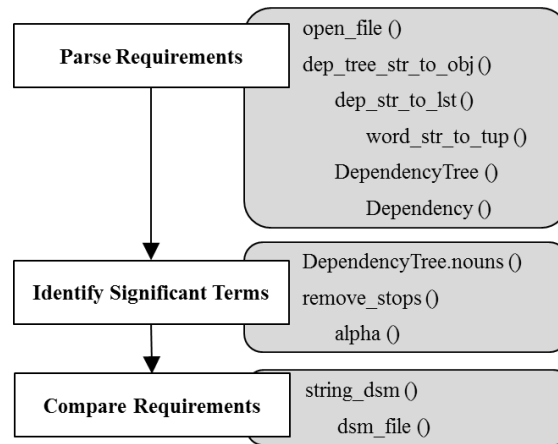 Parse Requirements
open_file ()
dep_tree_str_to_obj ()
dep_str_to_lst ()
word_str_to_tup ()
DependencyTree ()
Dependency ()
Identify Significant Terms
DependencyTree.nouns ()
remove_stops ()
alpha ()
Compare Requirements
string_dsm ()
dsm_file ()